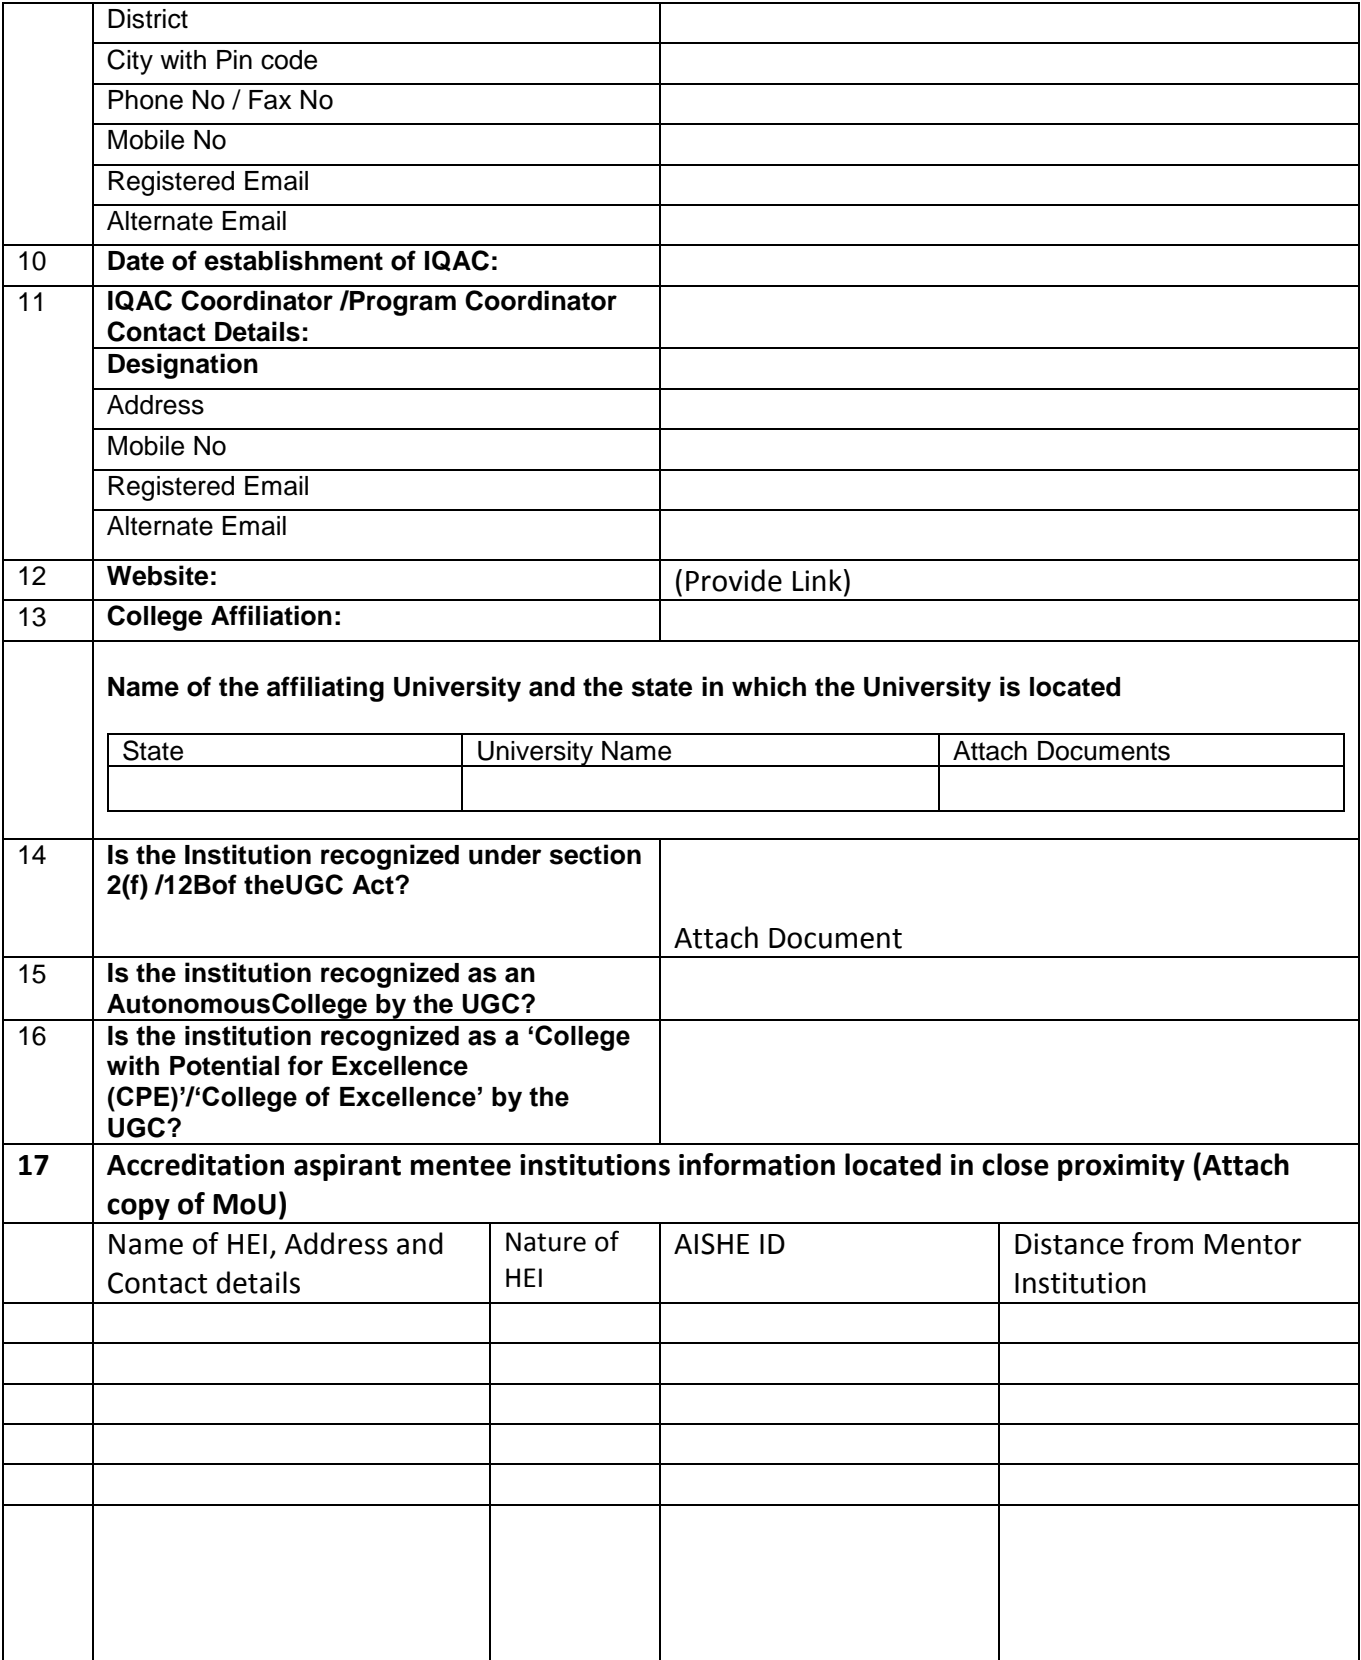 District
City with Pin code
Phone No / Fax No
Mobile No
Registered Email
Alternate Email
10 Date of establishment of IQAC:
11 IQAC Coordinator /Program Coordinator
Contact Details:
Designation
Address
Mobile No
Registered Email
Alternate Email
12 Website: (Provide Link)
13 College Affiliation:
Name of the affiliating University and the state in which the University is located
State University Name Attach Documents
14 Is the Institution recognized under section
2(f) /12Bof theUGC Act?
Attach Document
15 Is the institution recognized as an
AutonomousCollege by the UGC?
16 Is the institution recognized as a ‘College
with Potential for Excellence
(CPE)’/‘College of Excellence’ by the
UGC?
17 Accreditation aspirant mentee institutions information located in close proximity (Attach
copy of MoU)
Name of HEI, Address and
Contact details
Nature of
HEI
AISHE ID
Distance from Mentor
Institution